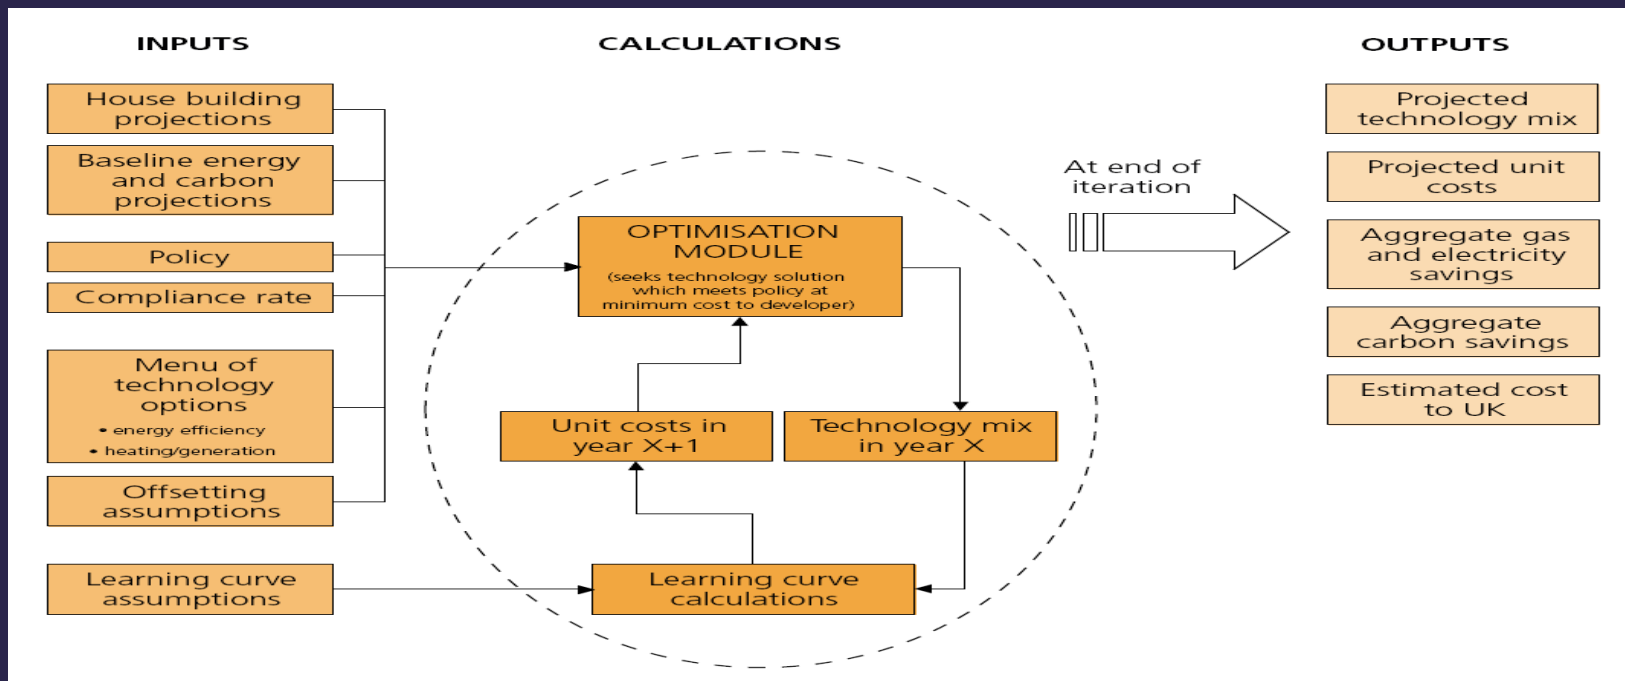 INPUTS
CALCULATIONS
OUTPUTS
House building
projections
Baseline energy
and carbon
projections
Policy
Compliance rate
Menu of
technology
options
• energy efficiency
• heating/generation
Offsetting
assumptions
Learning curve
assumptions
OPTIMISATION
MODULE
(seeks technology solution
which meets policy at
minimum cost to developer)
Unit costs in
year X+1
Technology mix
in year X
Learning curve
calculations
At end of
iteration
Projected
technology mix
Projected unit
costs
Aggregate gas
and electricity
savings
Aggregate
carbon savings
Estimated cost
to UK